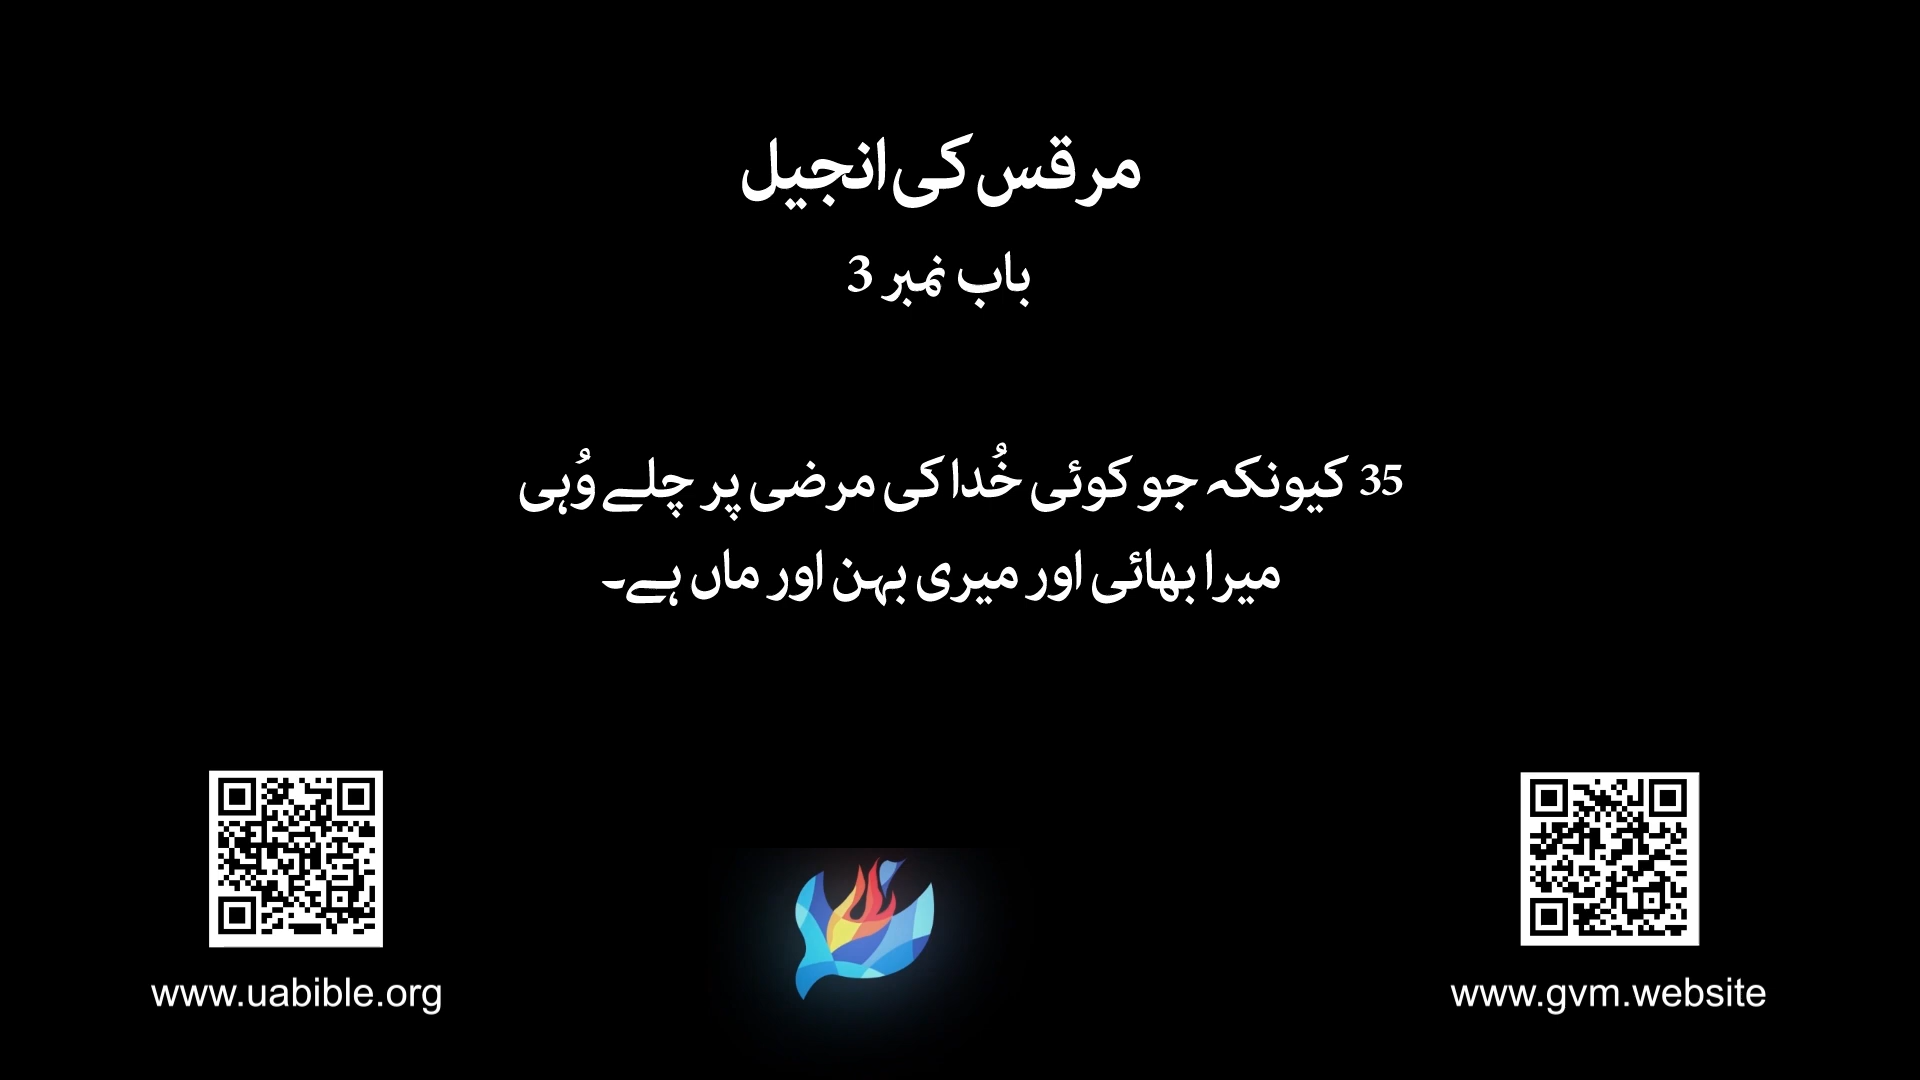 مرقس کی انجیل
باب نمبر 3
35 کیونکہ جو کوئی خُدا کی مرضی پر چلے وُہی
میرا بھائی اور میری بہن اور ماں ہے۔
www.uabible.org
www.gvm.website